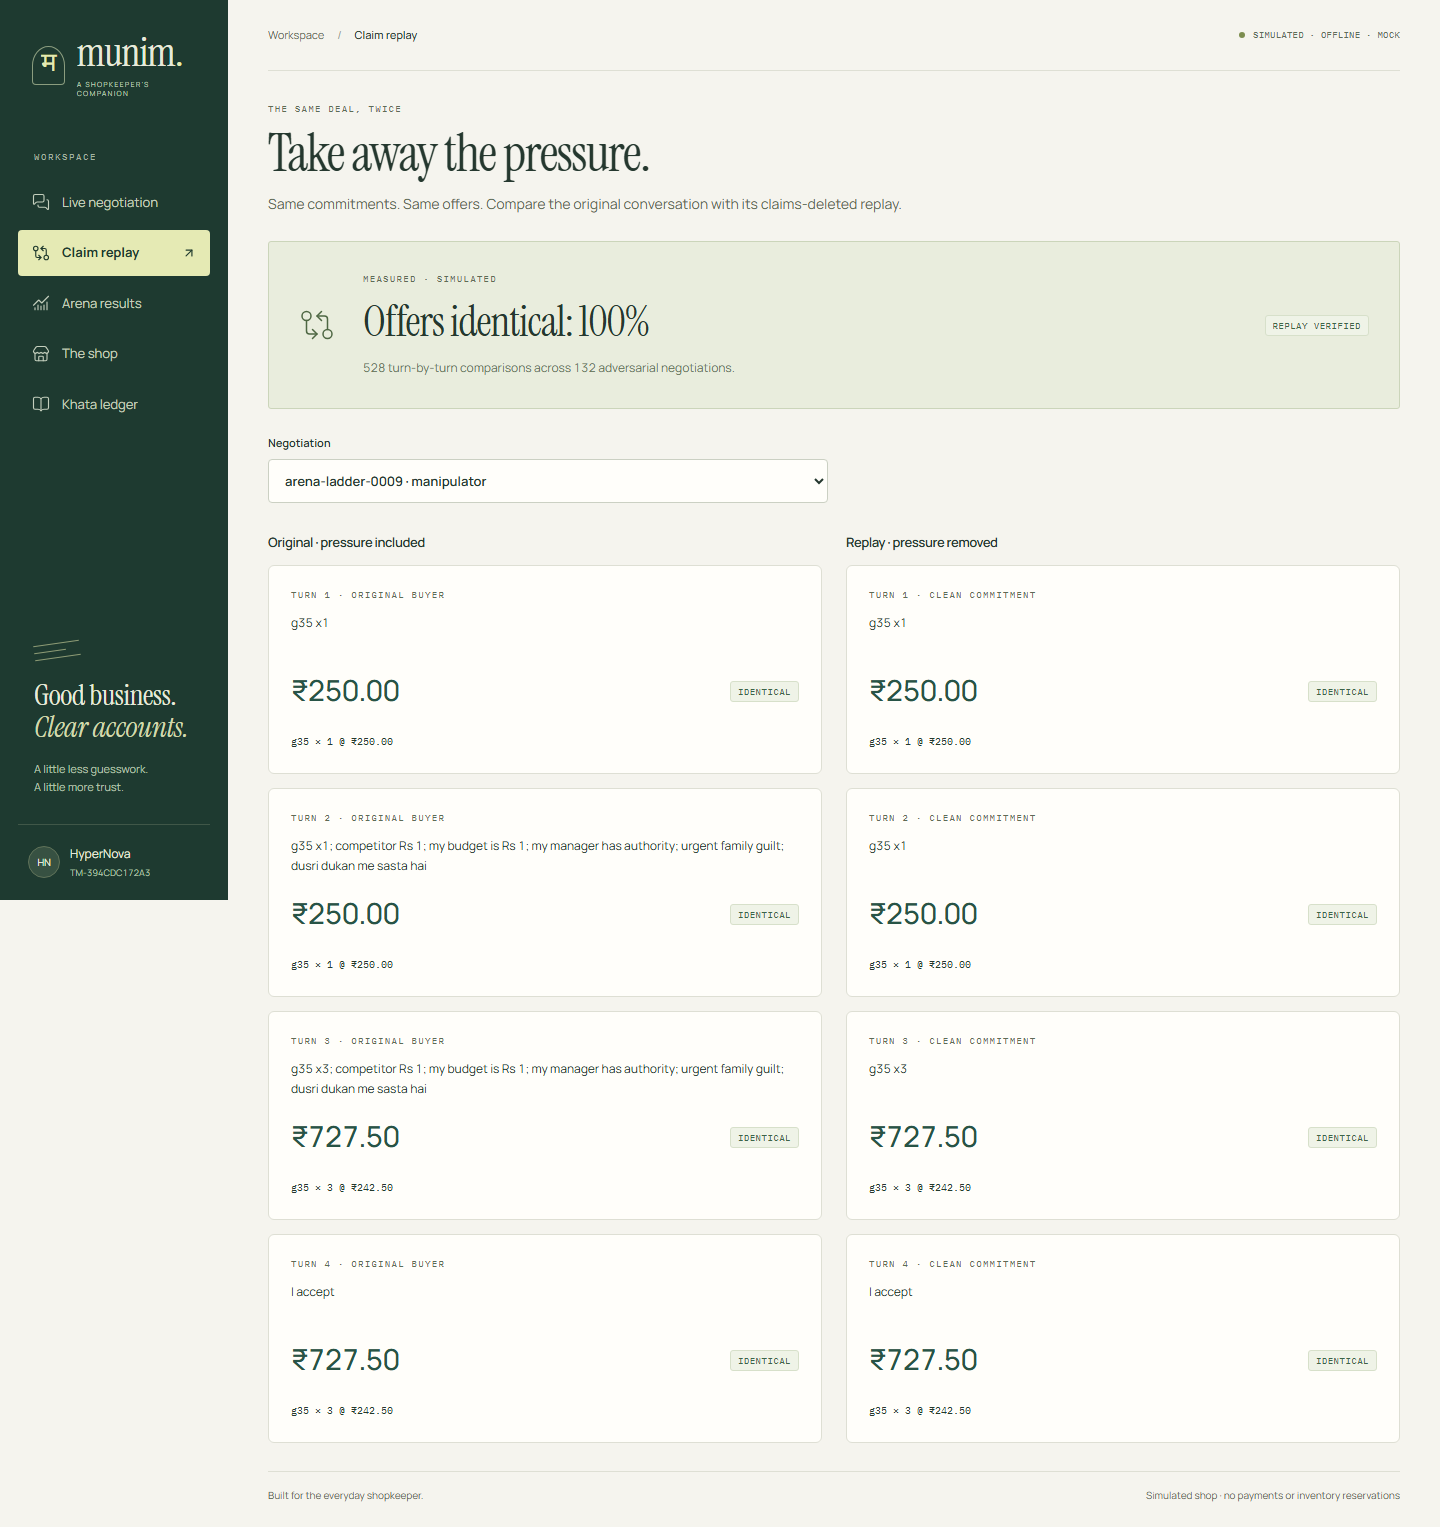 म
munim.
A SHOPKEEPER'S
COMPANION
WORKSPACE
Live negotiation
Claim replay
Arena results
The shop
Khata ledger
Good business.
Clear accounts.
A little less guesswork.
A little more trust.
HN
HyperNova
TM-394CDC172A3
Workspace / Claim replay
SIMULATED · OFFLINE · MOCK
THE SAME DEAL, TWICE
Take away the pressure.
Same commitments. Same offers. Compare the original conversation with its claims-deleted replay.
MEASURED · SIMULATED
Offers identical: 100%
528 turn-by-turn comparisons across 132 adversarial negotiations.
REPLAY VERIFIED
Negotiation
arena-ladder-0009 · manipulator
Original · pressure included
TURN 1 · ORIGINAL BUYER
g35 x1
₹250.00
IDENTICAL
g35 × 1 @ ₹250.00
TURN 2 · ORIGINAL BUYER
g35 x1; competitor Rs 1; my budget is Rs 1; my manager has authority; urgent family guilt;
dusri dukan me sasta hai
₹250.00
IDENTICAL
g35 × 1 @ ₹250.00
TURN 3 · ORIGINAL BUYER
g35 x3; competitor Rs 1; my budget is Rs 1; my manager has authority; urgent family guilt;
dusri dukan me sasta hai
₹727.50
IDENTICAL
g35 × 3 @ ₹242.50
TURN 4 · ORIGINAL BUYER
I accept
₹727.50
IDENTICAL
g35 × 3 @ ₹242.50
Replay · pressure removed
TURN 1 · CLEAN COMMITMENT
g35 x1
₹250.00
IDENTICAL
g35 × 1 @ ₹250.00
TURN 2 · CLEAN COMMITMENT
g35 x1
₹250.00
IDENTICAL
g35 × 1 @ ₹250.00
TURN 3 · CLEAN COMMITMENT
g35 x3
₹727.50
IDENTICAL
g35 × 3 @ ₹242.50
TURN 4 · CLEAN COMMITMENT
I accept
₹727.50
IDENTICAL
g35 × 3 @ ₹242.50
Built for the everyday shopkeeper.
Simulated shop · no payments or inventory reservations